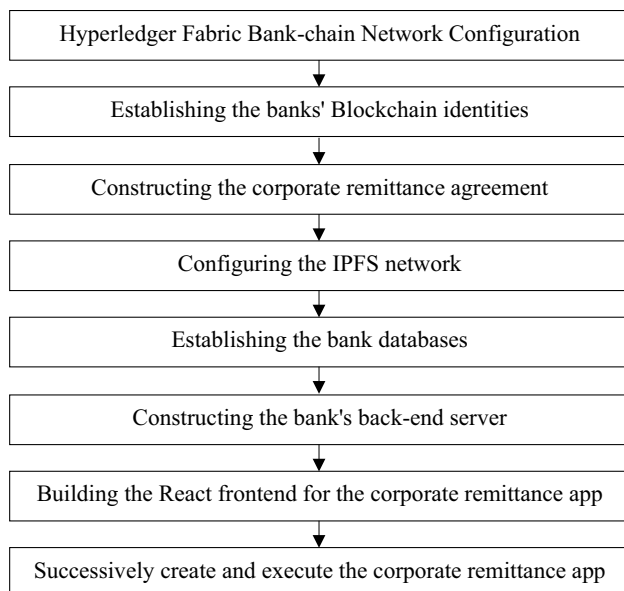 Hyperledger Fabric Bank-chain Network Configuration
Establishing the banks' Blockchain identities
Constructing the corporate remittance agreement
Configuring the IPFS network
Establishing the bank databases
Constructing the bank's back-end server
Building the React frontend for the corporate remittance app
Successively create and execute the corporate remittance app